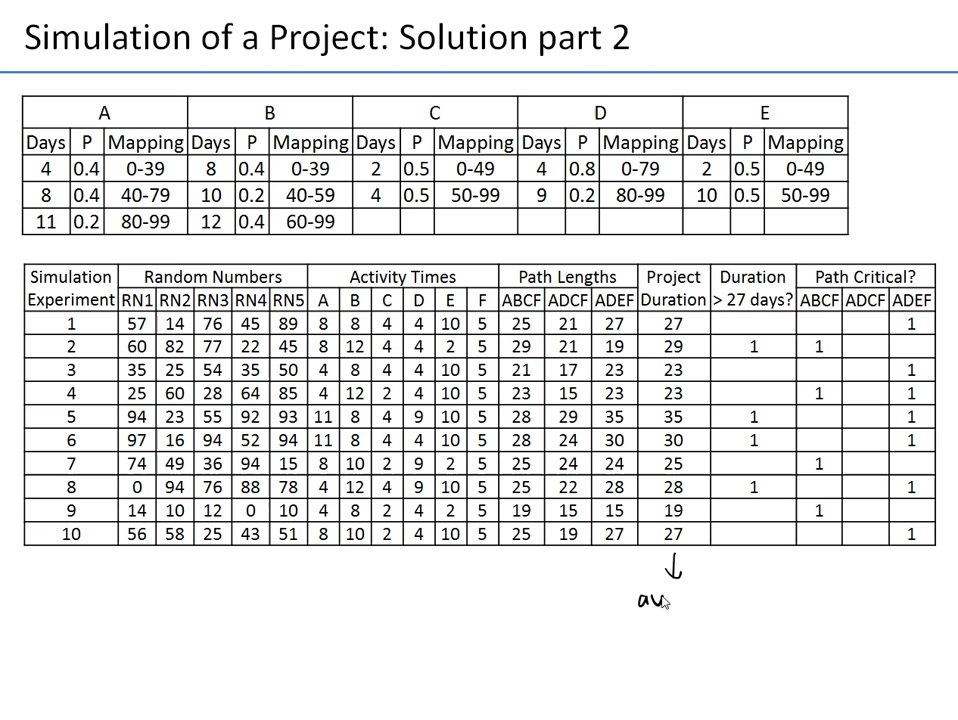 Simulation of a Project: Solution part 2
A B C D E
Days P Mapping Days P Mapping Days P Mapping Days P Mapping Days P Mapping
4 0.4 0-39 8 0.4 0-39 2 0.5 0-49 4 0.8 0-79 2 0.5 0-49
8 0.4 40-79 10 0.2 40-59 4 0.5 50-99 9 0.2 80-99 10 0.5 50-99
11 0.2 80-99 12 0.4 60-99
Simulation Random Numbers Activity Times Path Lengths Project Duration Path Critical?
Experiment RN1 RN2 RN3 RN4 RN5 A B C D E F ABCF ADCF ADEF Duration > 27 days? ABCF ADCF ADEF
1 57 14 76 45 89 8 8 4 4 10 5 25 21 27 27 1
2 60 82 77 22 45 8 12 4 4 2 5 29 21 19 29 1 1
3 35 25 54 35 50 4 8 4 4 10 5 21 17 23 23 1
4 25 60 28 64 85 4 12 2 4 10 5 23 15 23 23 1 1
5 94 23 55 92 93 11 8 4 9 10 5 28 29 35 35 1 1
6 97 16 94 52 94 11 8 4 4 10 5 28 24 30 30 1 1
7 74 49 36 94 15 8 10 2 9 2 5 25 24 24 25 1
8 0 94 76 88 78 4 12 4 9 10 5 25 22 28 28 1 1
9 14 10 12 0 10 4 8 2 4 2 5 19 15 15 19 1
10 56 58 25 43 51 8 10 2 4 10 5 25 19 27 27 1
av